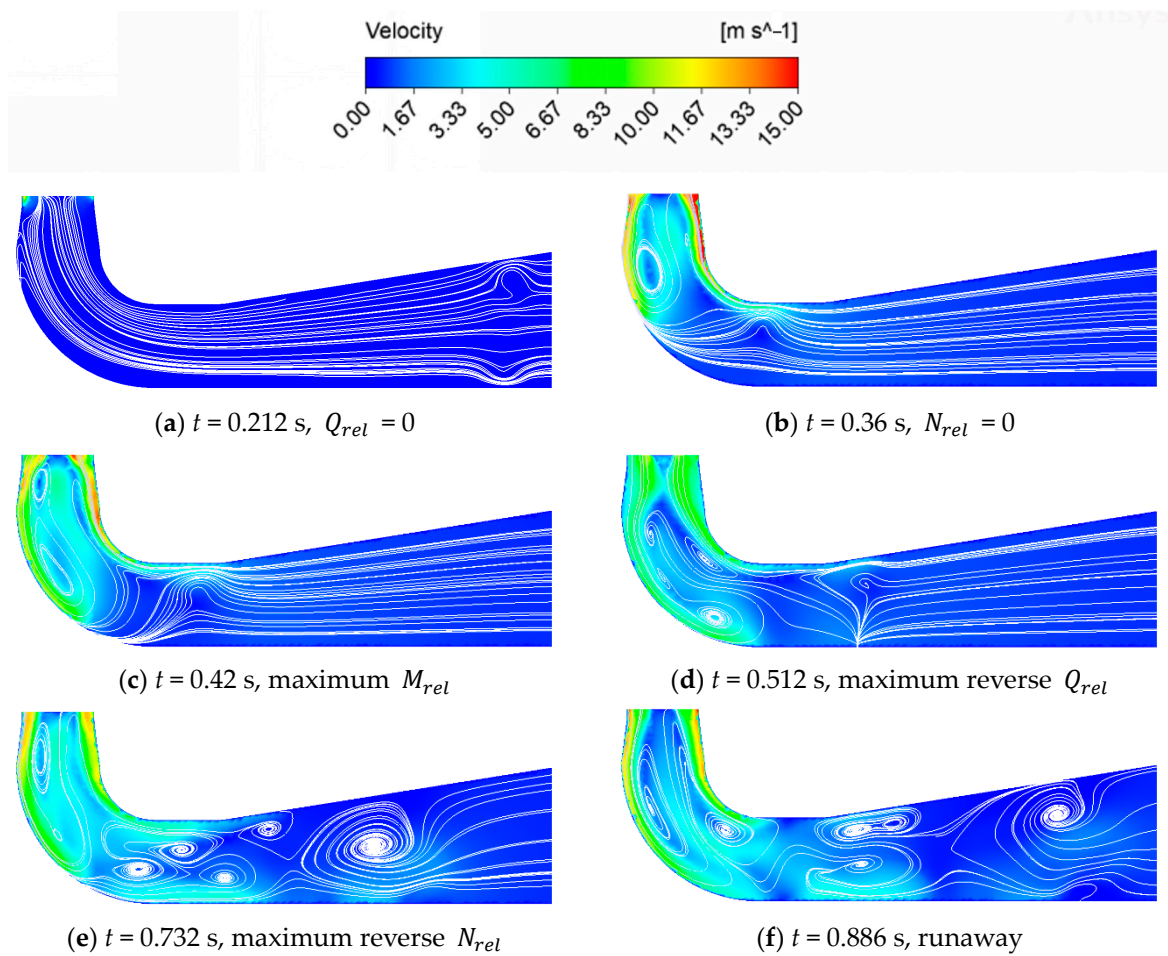 Ansys
Velocity [m s^–1]
0.00 1.67 3.33 5.00 6.67 8.33 10.00 11.67 13.33 15.00
(a) t = 0.212 s, Q_rel = 0
(b) t = 0.36 s, N_rel = 0
(c) t = 0.42 s, maximum M_rel
(d) t = 0.512 s, maximum reverse Q_rel
(e) t = 0.732 s, maximum reverse N_rel
(f) t = 0.886 s, runaway